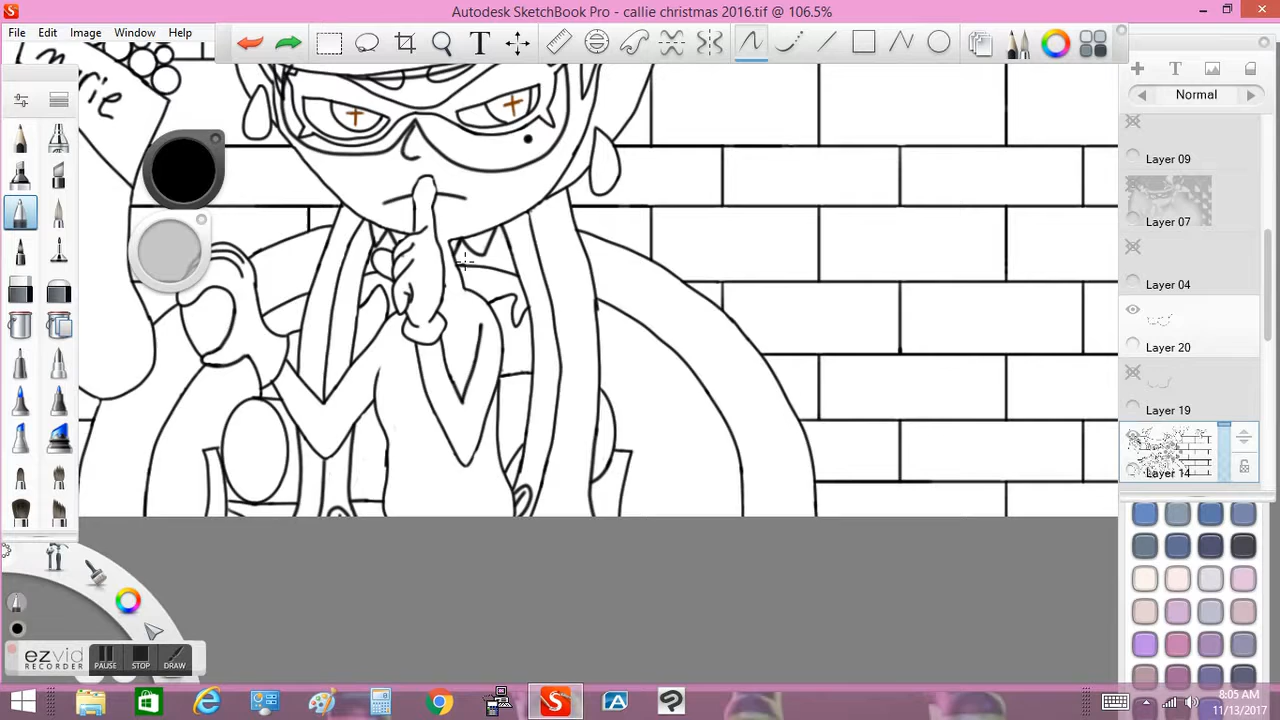 Autodesk SketchBook Pro - callie christmas 2016.tif @ 106.5%
File Edit Image Window Help
T
T
Normal
Layer 09
Layer 07
Layer 04
Layer 20
Layer 19
Layer 14
ezvid
RECORDER
PAUSE STOP DRAW
8:05 AM
11/13/2017